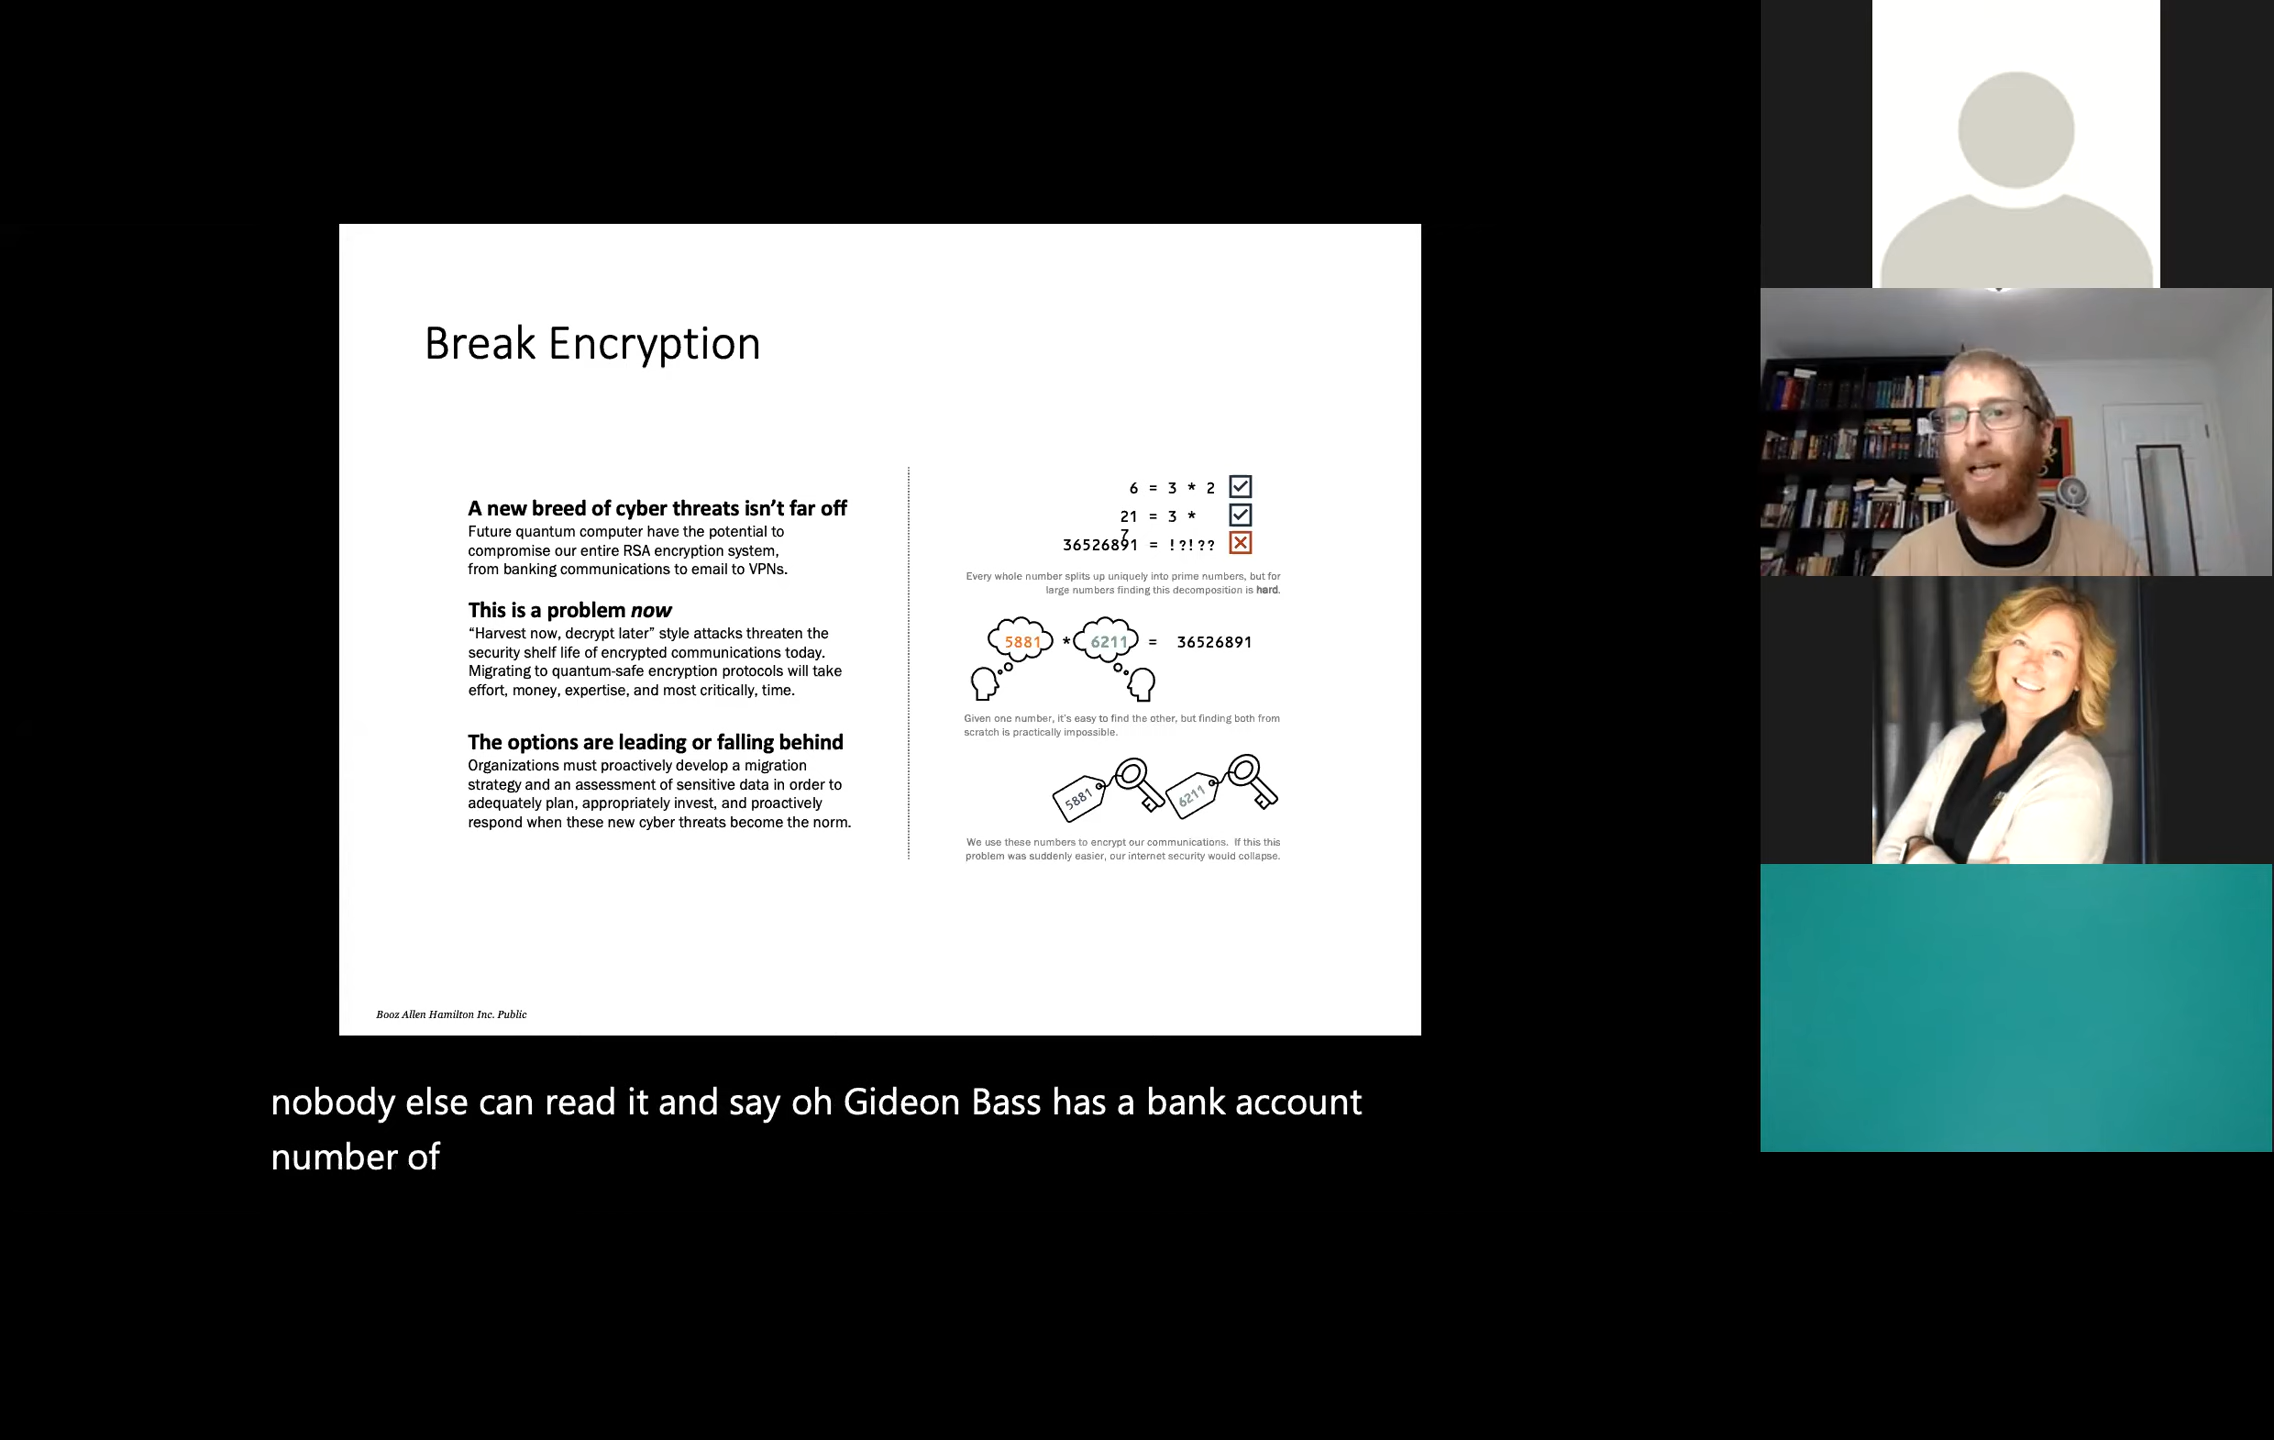 Break Encryption
A new breed of cyber threats isn't far off
Future quantum computer have the potential to
compromise our entire RSA encryption system,
from banking communications to email to VPNs.
This is a problem now
“Harvest now, decrypt later” style attacks threaten the
security shelf life of encrypted communications today.
Migrating to quantum-safe encryption protocols will take
effort, money, expertise, and most critically, time.
The options are leading or falling behind
Organizations must proactively develop a migration
strategy and an assessment of sensitive data in order to
adequately plan, appropriately invest, and proactively
respond when these new cyber threats become the norm.
6 = 3 * 2
21 = 3 *
7
36526891 = !?!??
Every whole number splits up uniquely into prime numbers, but for
large numbers finding this decomposition is hard.
5881 * 6211 = 36526891
Given one number, it's easy to find the other, but finding both from
scratch is practically impossible.
5881 6211
We use these numbers to encrypt our communications. If this this
problem was suddenly easier, our internet security would collapse.
Booz Allen Hamilton Inc. Public
nobody else can read it and say oh Gideon Bass has a bank account
number of